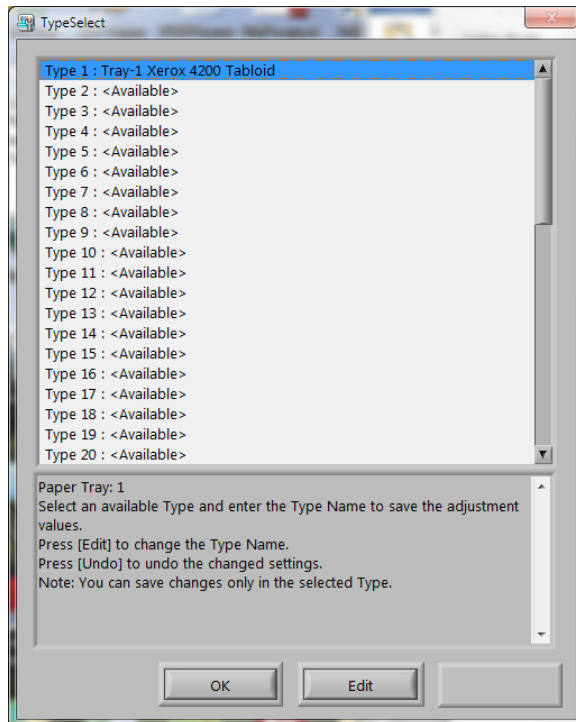 TypeSelect
Type 1 : Tray-1 Xerox 4200 Tabloid
Type 2 : <Available>
Type 3 : <Available>
Type 4 : <Available>
Type 5 : <Available>
Type 6 : <Available>
Type 7 : <Available>
Type 8 : <Available>
Type 9 : <Available>
Type 10 : <Available>
Type 11 : <Available>
Type 12 : <Available>
Type 13 : <Available>
Type 14 : <Available>
Type 15 : <Available>
Type 16 : <Available>
Type 17 : <Available>
Type 18 : <Available>
Type 19 : <Available>
Type 20 : <Available>
Paper Tray: 1
Select an available Type and enter the Type Name to save the adjustment
values.
Press [Edit] to change the Type Name.
Press [Undo] to undo the changed settings.
Note: You can save changes only in the selected Type.
OK
Edit